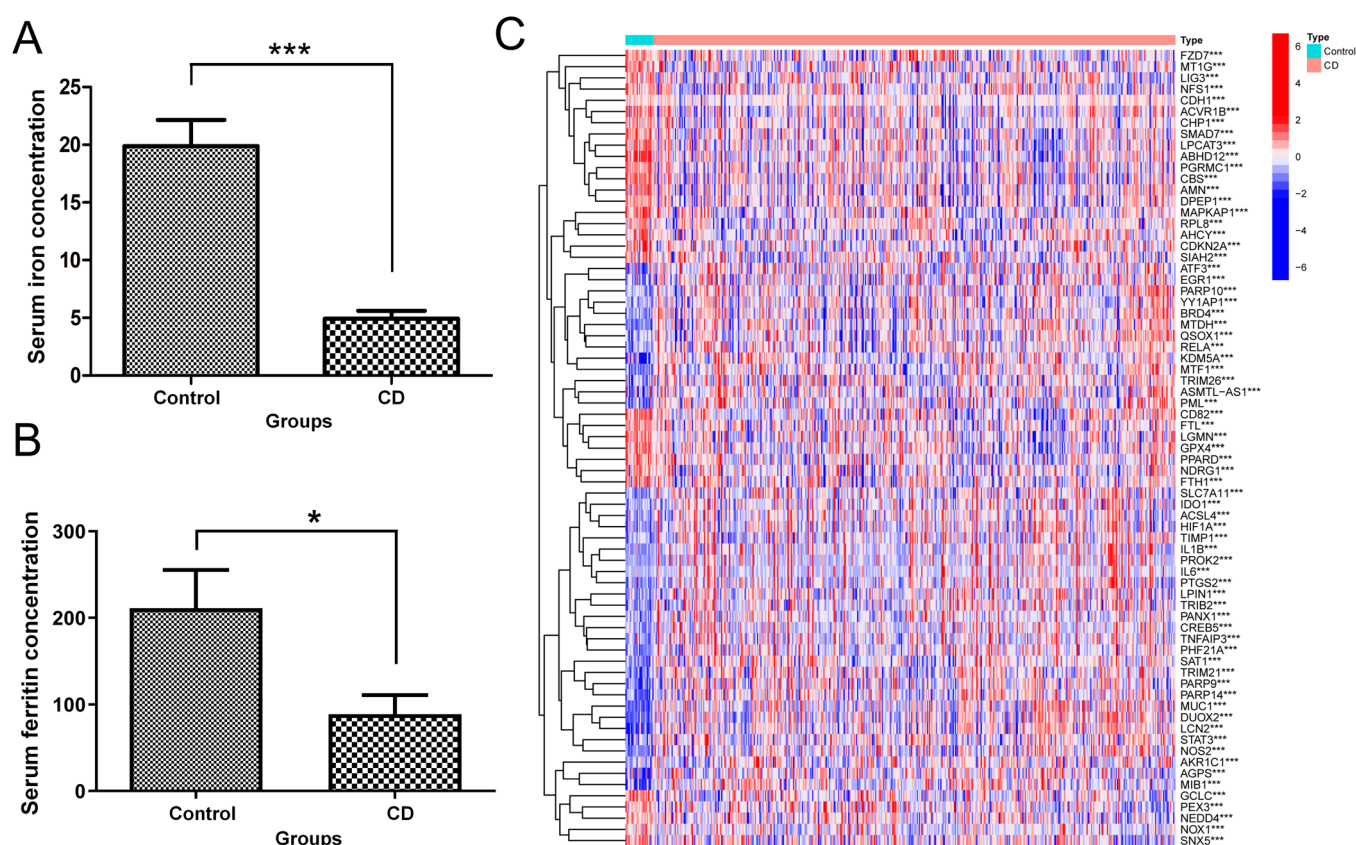 A
***
25
20
15
10
5
0
Serum iron concentration
Control
CD
Groups
B
*
300
200
100
0
Serum ferritin concentration
Control
CD
Groups
C
Type
FZD7***
MT1G***
LIG3***
NFS1***
CDH1***
ACVR1B***
CHP1***
SMAD7***
LPCAT3***
ABHD12***
PGRMC1***
CBS***
AMN***
DPEP1***
MAPKAP1***
RPL8***
AHCY***
CDKN2A***
SIAH2***
ATF3***
EGR1***
PARP10***
YY1AP1***
BRD4***
MTDH***
QSOX1***
RELA***
KDM5A***
MTF1***
TRIM26***
ASMTL−AS1***
PML***
CD82***
FTL***
LGMN***
GPX4***
PPARD***
NDRG1***
FTH1***
SLC7A11***
IDO1***
ACSL4***
HIF1A***
TIMP1***
IL1B***
PROK2***
IL6***
PTGS2***
LPIN1***
TRIB2***
PANX1***
CREB5***
TNFAIP3***
PHF21A***
SAT1***
TRIM21***
PARP9***
PARP14***
MUC1***
DUOX2***
LCN2***
STAT3***
NOS2***
AKR1C1***
AGPS***
MIB1***
GCLC***
PEX3***
NEDD4***
NOX1***
SNX5***
6
4
2
0
−2
−4
−6
Type
Control
CD